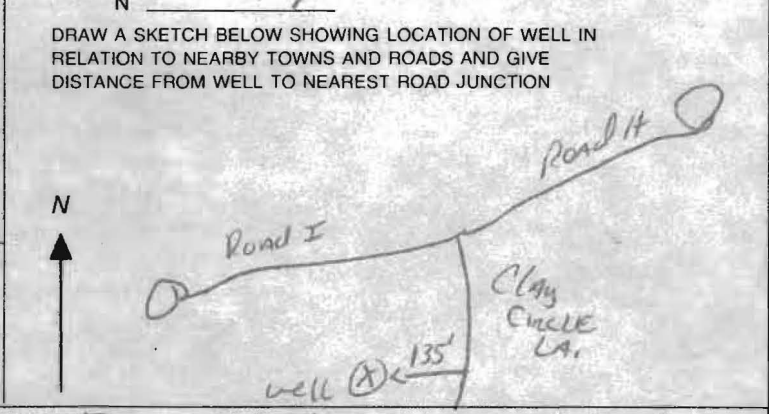 N
DRAW A SKETCH BELOW SHOWING LOCATION OF WELL IN
RELATION TO NEARBY TOWNS AND ROADS AND GIVE
DISTANCE FROM WELL TO NEAREST ROAD JUNCTION
Road H
N
Road I
Clay
Circle
LA.
135'
well X